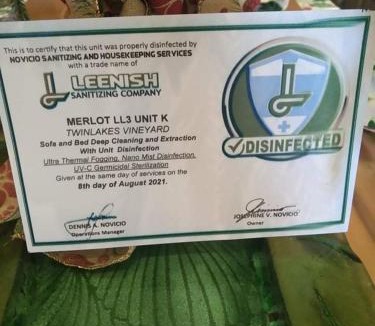 This is to certify that this unit was properly disinfected by
NOVICIO SANITIZING AND HOUSEKEEPING SERVICES
with a trade name of
LEENISH
SANITIZING COMPANY
MERLOT LL3 UNIT K
TWINLAKES VINEYARD
Sofa and Bed Deep Cleaning and Extraction
With Unit Disinfection
Ultra Thermal Fogging, Nano Mist Disinfection,
UV-C Germicidal Sterilization
Given at the same day of services on the
8th day of August 2021.
DISINFECTED
DENNIS A. NOVICIO
Operations Manager
JOSEPHINE V. NOVICIO
Owner